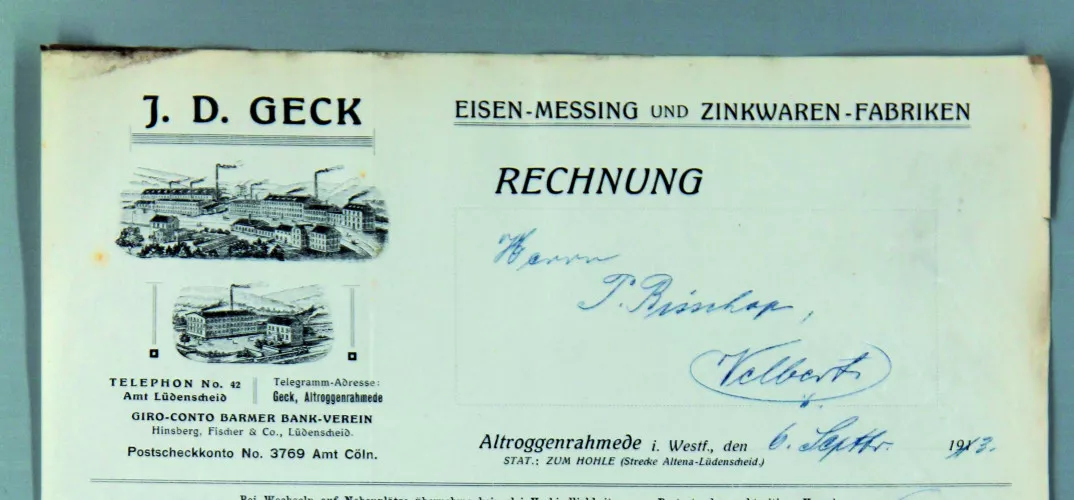 J. D. GECK
EISEN-MESSING UND ZINKWAREN-FABRIKEN
RECHNUNG
Herrn
P. Bisschop,
Velbert
TELEPHON No. 42
Amt Lüdenscheid
Telegramm-Adresse:
Geck, Altroggenrahmede
GIRO-CONTO BARMER BANK-VEREIN
Hinsberg, Fischer & Co., Lüdenscheid.
Postscheckkonto No. 3769 Amt Cöln.
Altroggenrahmede i. Westf., den 6. Septbr. 1913.
STAT.: ZUM HOHLE (Strecke Altena-Lüdenscheid.)